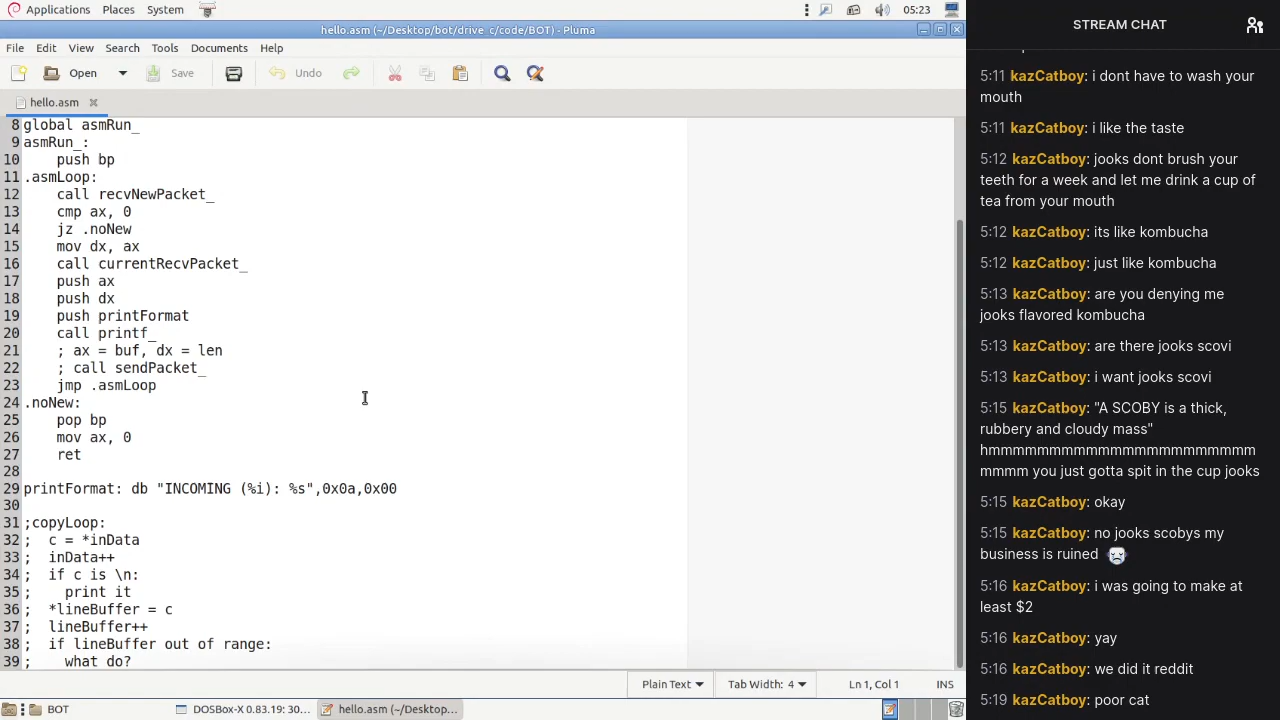 Applications Places System 05:23
hello.asm (~/Desktop/bot/drive_c/code/BOT) - Pluma
File Edit View Search Tools Documents Help
Open Save Undo
hello.asm
8 global asmRun_
9 asmRun_:
10 push bp
11 .asmLoop:
12 call recvNewPacket_
13 cmp ax, 0
14 jz .noNew
15 mov dx, ax
16 call currentRecvPacket_
17 push ax
18 push dx
19 push printFormat
20 call printf_
21 ; ax = buf, dx = len
22 ; call sendPacket_
23 jmp .asmLoop
24 .noNew:
25 pop bp
26 mov ax, 0
27 ret
28
29 printFormat: db "INCOMING (%i): %s",0x0a,0x00
30
31 ;copyLoop:
32 ;  c = *inData
33 ;  inData++
34 ;  if c is \n:
35 ;    print it
36 ;  *lineBuffer = c
37 ;  lineBuffer++
38 ;  if lineBuffer out of range:
39 ;    what do?
Plain Text Tab Width: 4 Ln 1, Col 1 INS
BOT DOSBox-X 0.83.19: 30... hello.asm (~/Desktop...
STREAM CHAT
5:11 kazCatboy: i dont have to wash your
mouth
5:11 kazCatboy: i like the taste
5:12 kazCatboy: jooks dont brush your
teeth for a week and let me drink a cup of
tea from your mouth
5:12 kazCatboy: its like kombucha
5:12 kazCatboy: just like kombucha
5:13 kazCatboy: are you denying me
jooks flavored kombucha
5:13 kazCatboy: are there jooks scovi
5:13 kazCatboy: i want jooks scovi
5:15 kazCatboy: "A SCOBY is a thick,
rubbery and cloudy mass"
hmmmmmmmmmmmmmmmmmmmmmm
mmmm you just gotta spit in the cup jooks
5:15 kazCatboy: okay
5:15 kazCatboy: no jooks scobys my
business is ruined
5:16 kazCatboy: i was going to make at
least $2
5:16 kazCatboy: yay
5:16 kazCatboy: we did it reddit
5:19 kazCatboy: poor cat